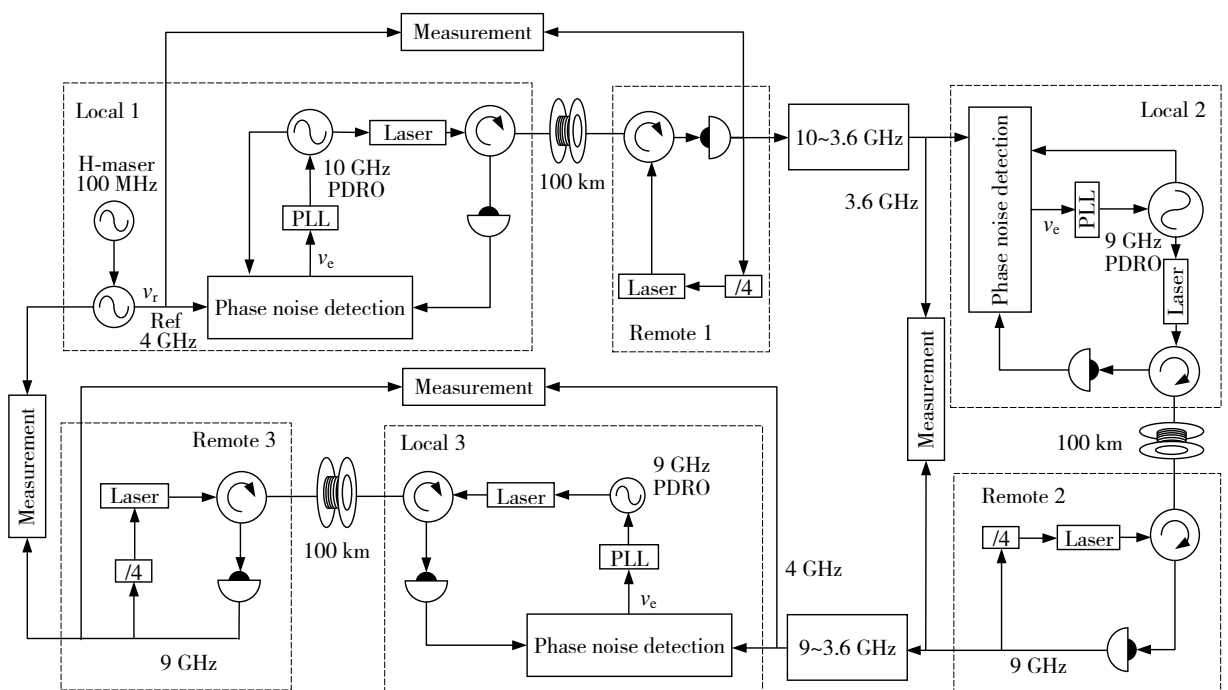 Measurement
Local 1
H-maser
100 MHz
10 GHz
PDRO
Laser
PLL
vₑ
vᵣ
Ref
4 GHz
Phase noise detection
100 km
Laser
/4
Remote 1
10~3.6 GHz
3.6 GHz
Local 2
Phase noise detection
vₑ
PLL
9 GHz
PDRO
Laser
100 km
Measurement
Measurement
Measurement
Remote 3
Laser
/4
9 GHz
100 km
Local 3
Laser
9 GHz
PDRO
PLL
vₑ
Phase noise detection
4 GHz
9~3.6 GHz
Remote 2
/4
Laser
9 GHz